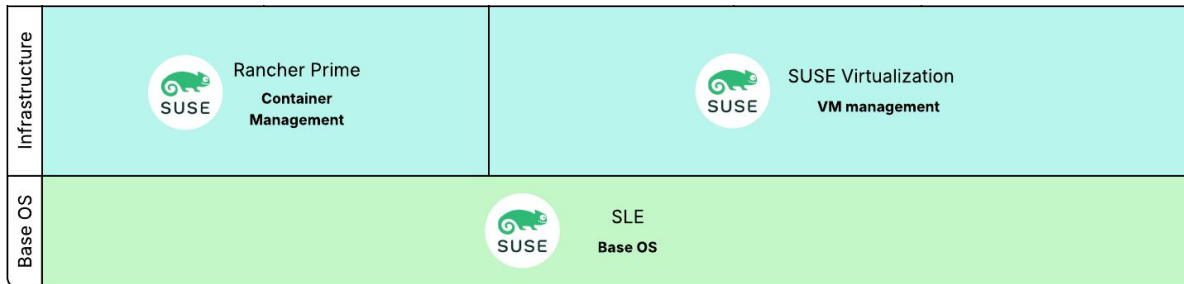 Infrastructure
SUSE
Rancher Prime
Container
Management
SUSE
SUSE Virtualization
VM management
Base OS
SUSE
SLE
Base OS